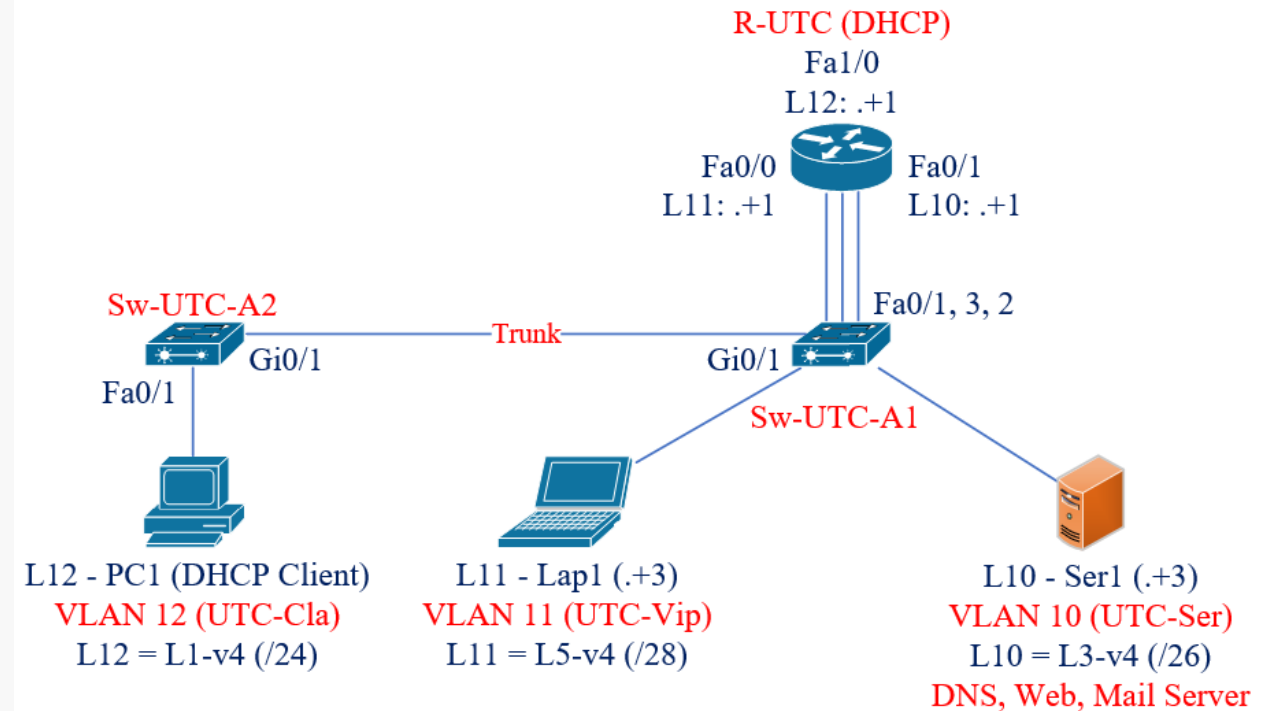 R-UTC (DHCP)
Fa1/0
L12: .+1
Fa0/0
L11: .+1
Fa0/1
L10: .+1
Fa0/1, 3, 2
Sw-UTC-A2
Trunk
Gi0/1
Gi0/1
Fa0/1
Sw-UTC-A1
L12 - PC1 (DHCP Client)
VLAN 12 (UTC-Cla)
L12 = L1-v4 (/24)
L11 - Lap1 (.+3)
VLAN 11 (UTC-Vip)
L11 = L5-v4 (/28)
L10 - Ser1 (.+3)
VLAN 10 (UTC-Ser)
L10 = L3-v4 (/26)
DNS, Web, Mail Server